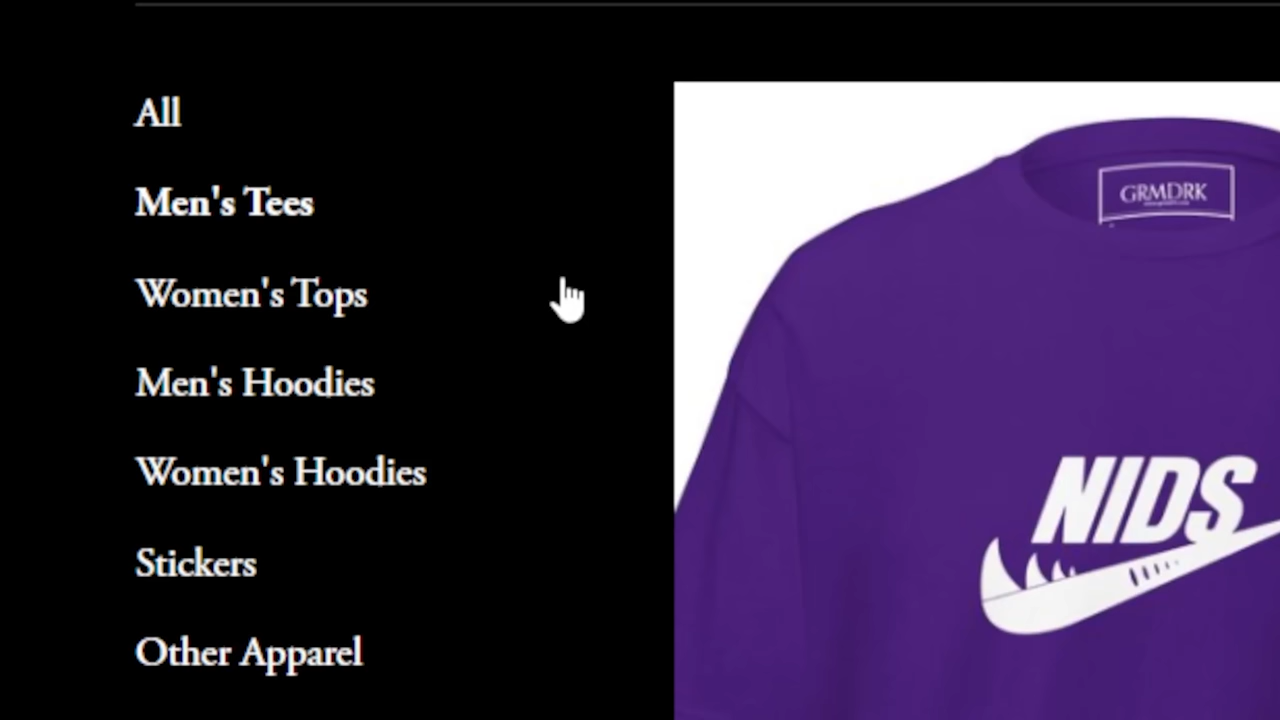 All
Men's Tees
Women's Tops
Men's Hoodies
Women's Hoodies
Stickers
Other Apparel
GRMDRK
NIDS